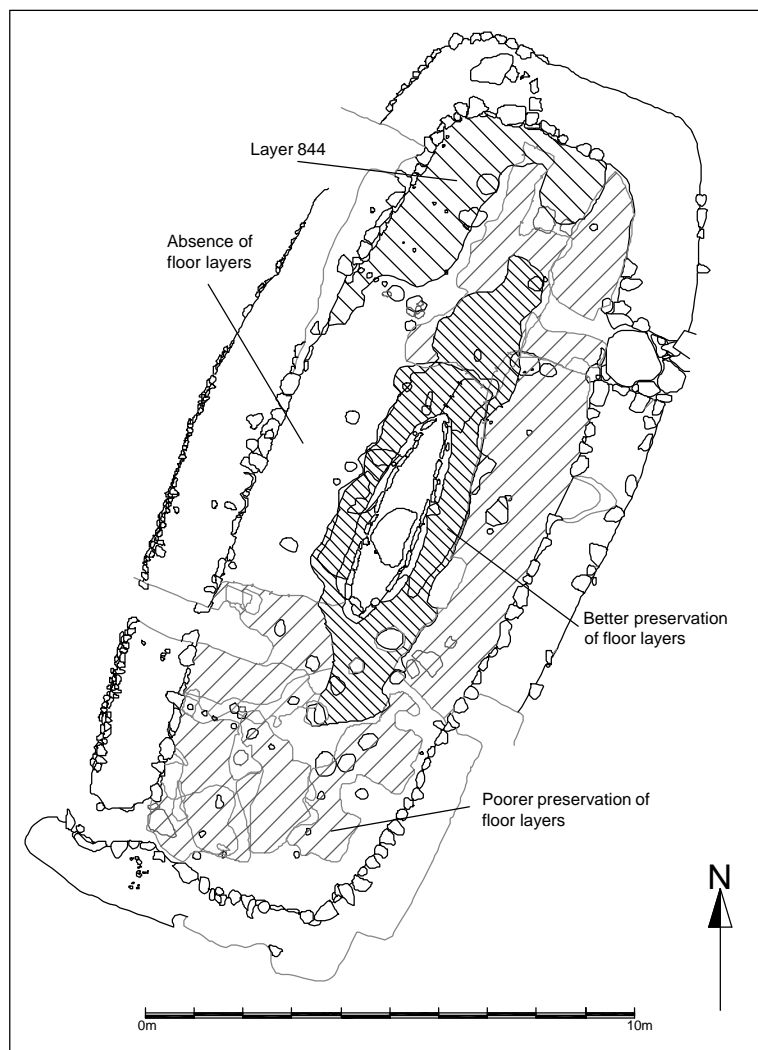 Layer 844
Absence of
floor layers
Better preservation
of floor layers
Poorer preservation of
floor layers
N
0m
10m